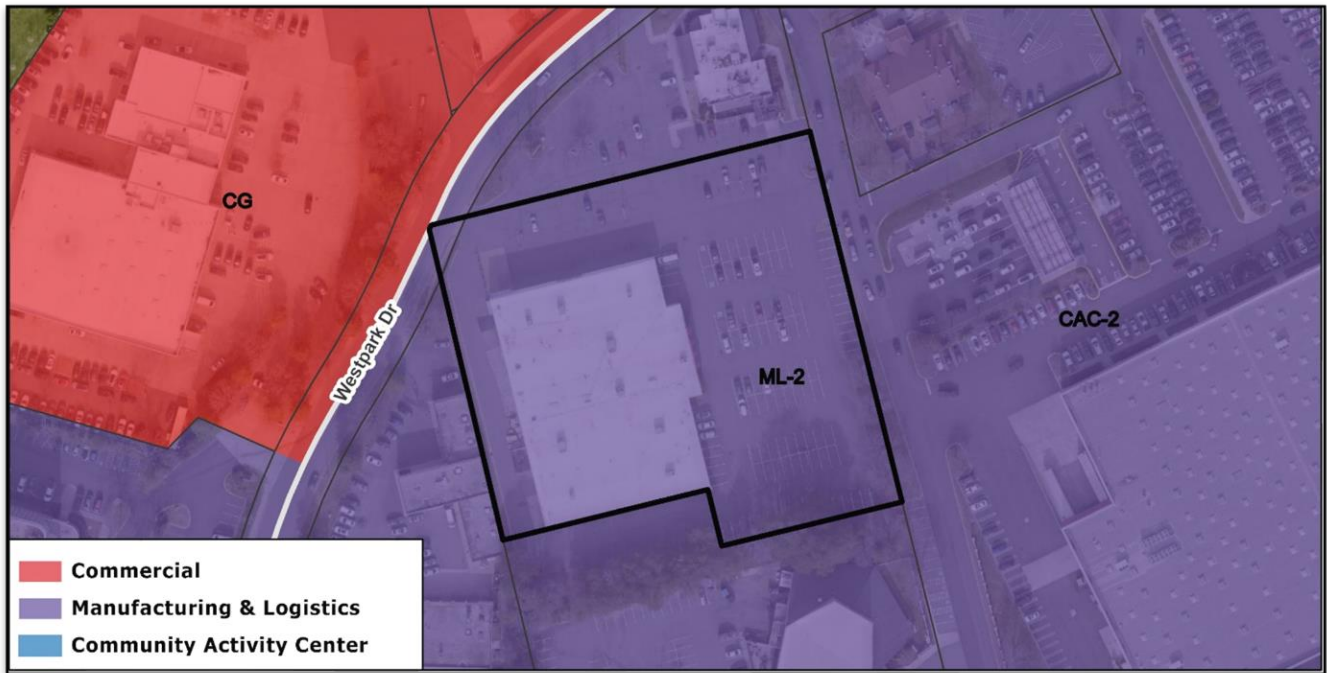 CG
Westpark Dr
CAC-2
ML-2
Commercial
Manufacturing & Logistics
Community Activity Center